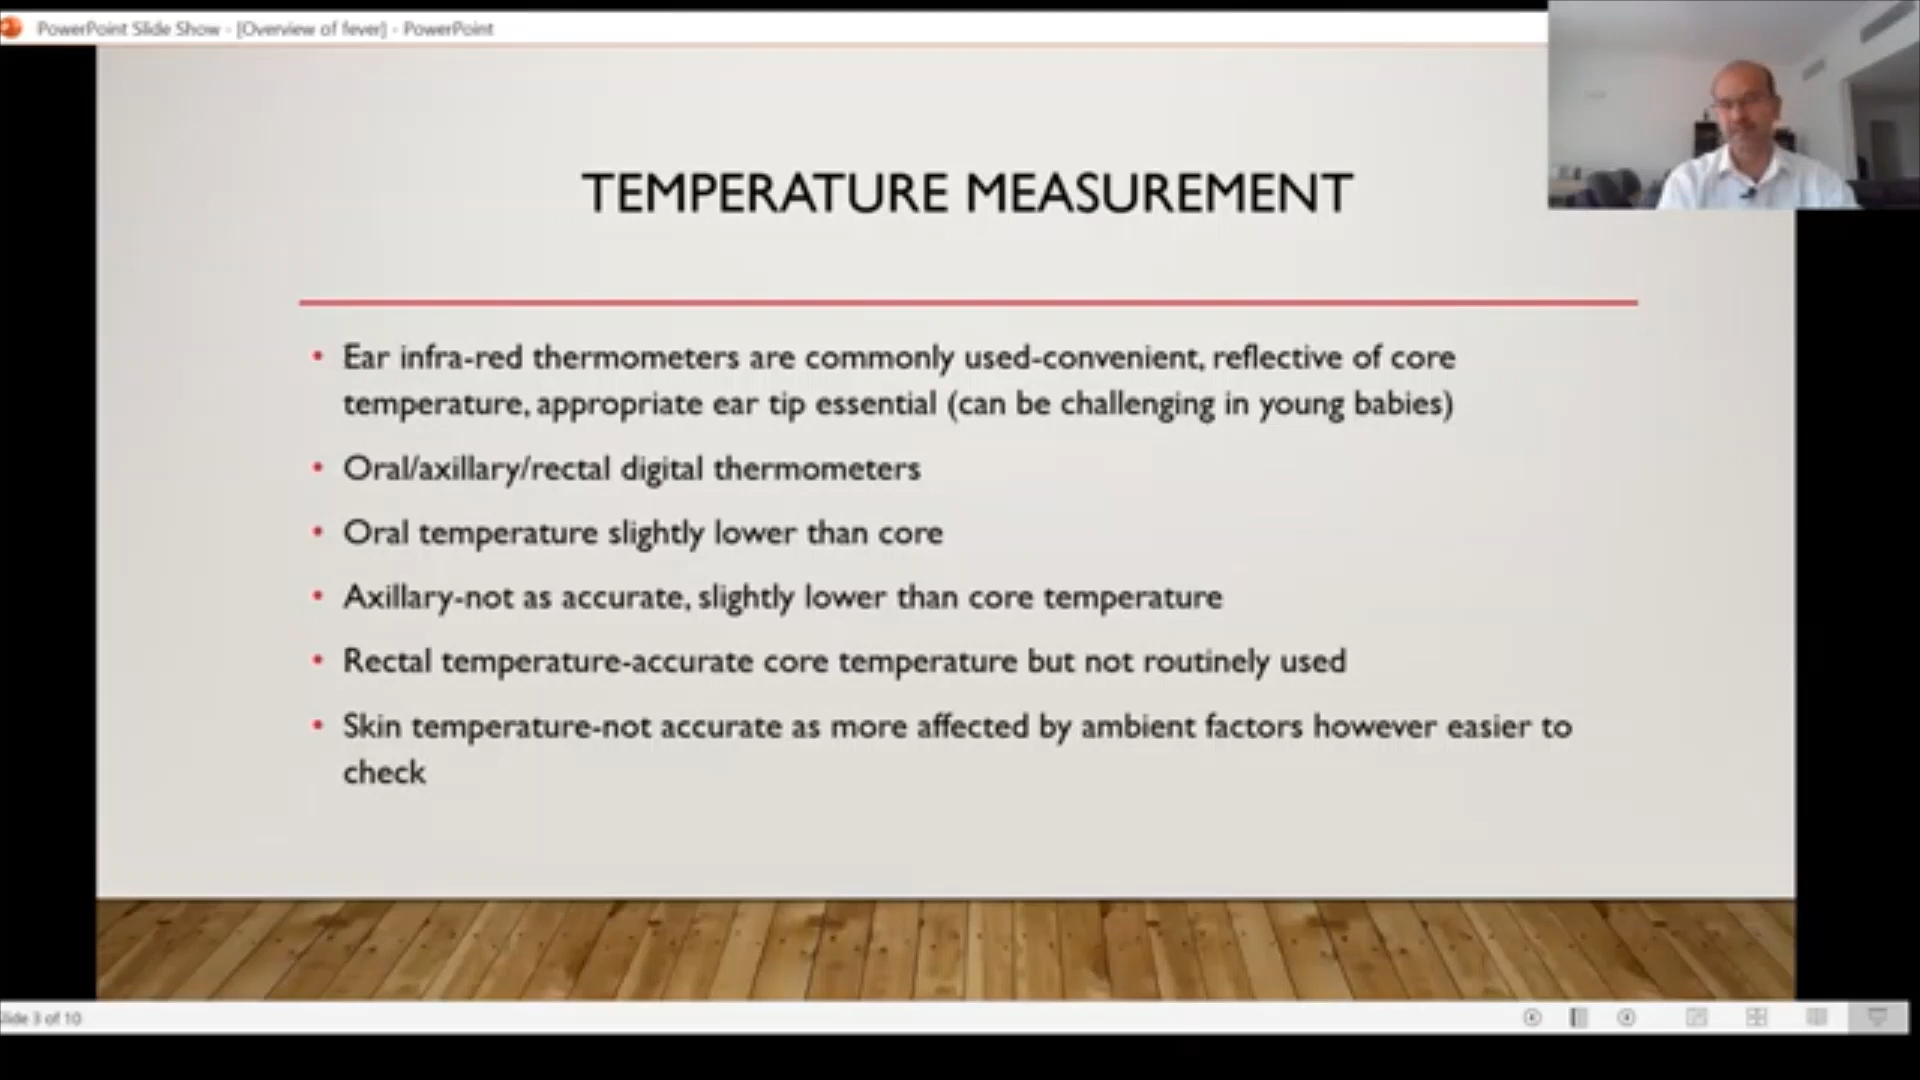 PowerPoint Slide Show - [Overview of fever] - PowerPoint
TEMPERATURE MEASUREMENT
• Ear infra-red thermometers are commonly used-convenient, reflective of core
temperature, appropriate ear tip essential (can be challenging in young babies)
• Oral/axillary/rectal digital thermometers
• Oral temperature slightly lower than core
• Axillary-not as accurate, slightly lower than core temperature
• Rectal temperature-accurate core temperature but not routinely used
• Skin temperature-not accurate as more affected by ambient factors however easier to
check
lide 3 of 10